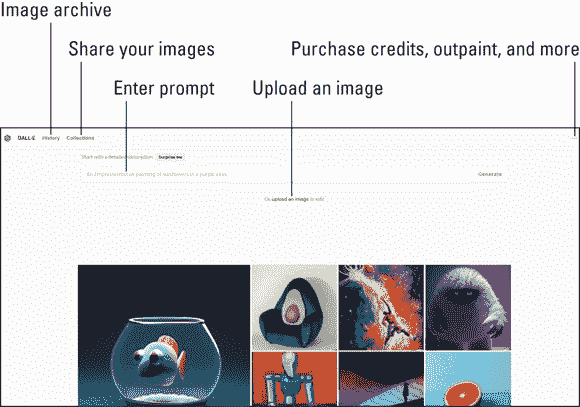 Image archive
Share your images
Purchase credits, outpaint, and more
Enter prompt
Upload an image
DALL·E History Collections
Start with a detailed description Surprise me
An Impressionist painting of sunflowers in a purple vase
Generate
Or upload an image to edit